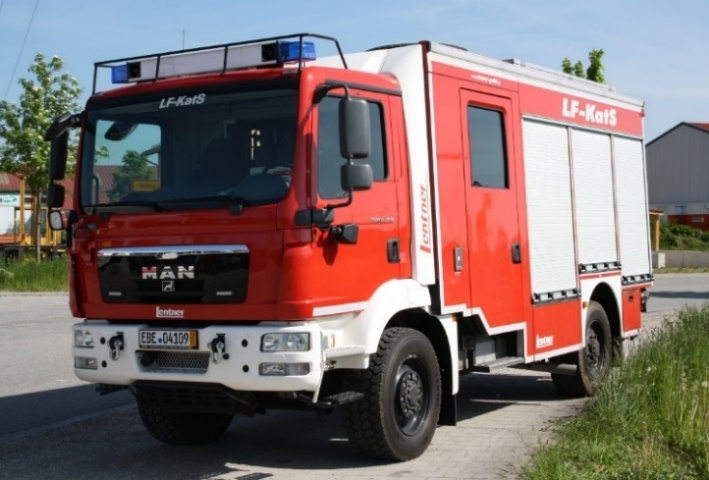 LF-KatS
LF-KatS
MAN
Lentner
EBE 04109
Lentner
Lentner